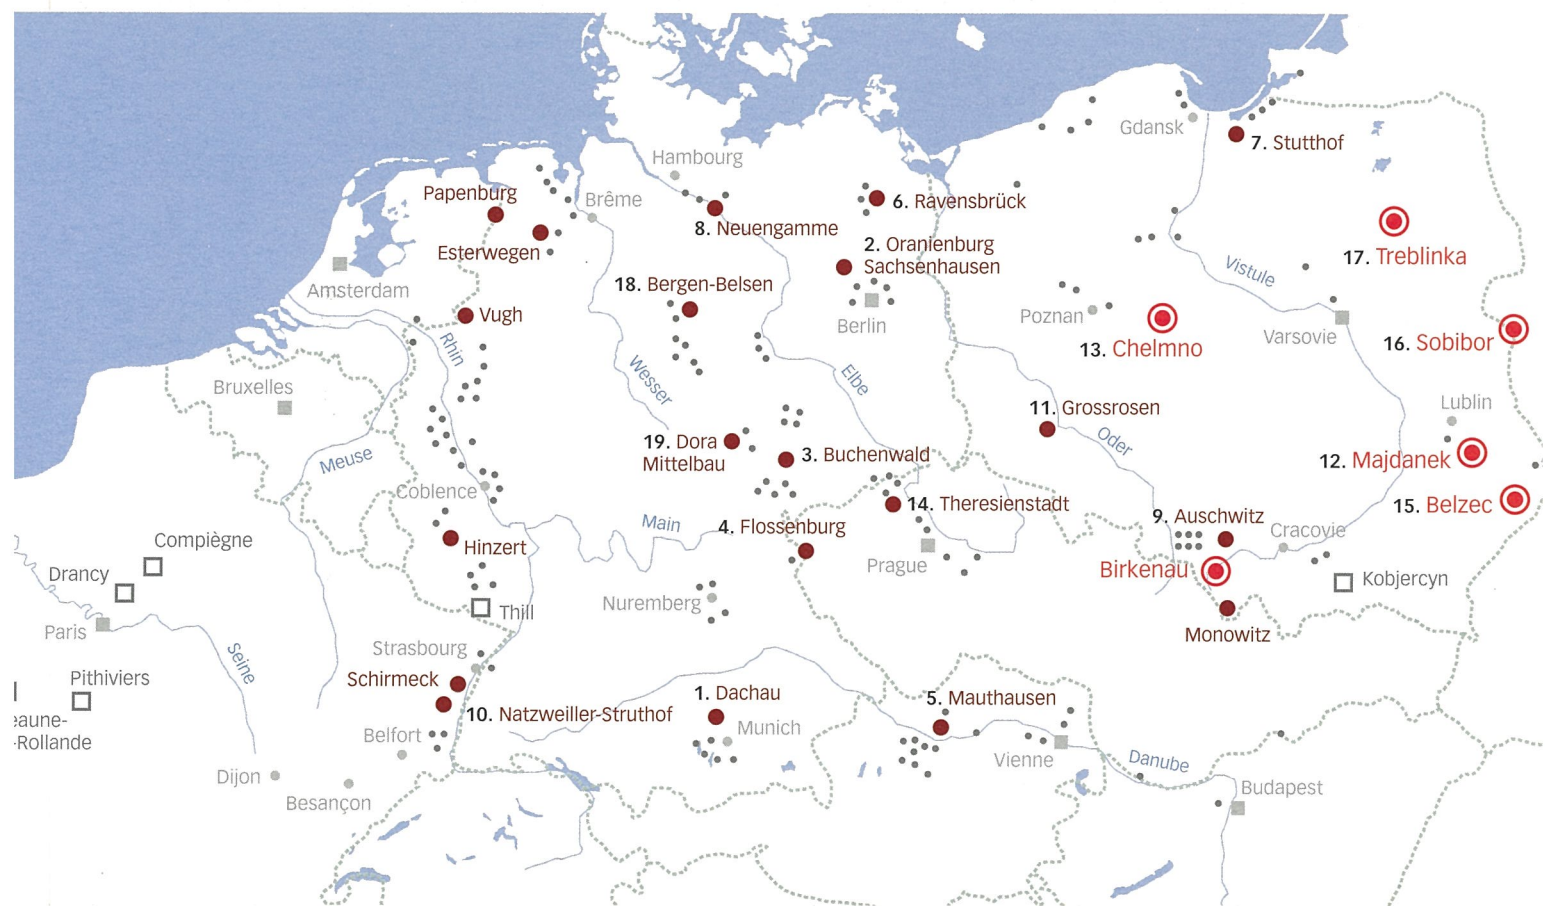 Gdansk
7. Stutthof
Hambourg
Papenburg
Brême
6. Ravensbrück
8. Neuengamme
Esterwegen
2. Oranienburg
Sachsenhausen
17. Treblinka
Vistule
18. Bergen-Belsen
Amsterdam
Vugh
Berlin
Poznan
13. Chelmno
Varsovie
16. Sobibor
Rhin
Wesser
Elbe
Bruxelles
11. Grossrosen
Lublin
Oder
19. Dora
Mittelbau
3. Buchenwald
12. Majdanek
Meuse
Coblence
14. Theresienstadt
15. Belzec
Main
4. Flossenburg
9. Auschwitz
Cracovie
Compiègne
Hinzert
Prague
Birkenau
Drancy
Kobjercyn
Thill
Nuremberg
Paris
Monowitz
Strasbourg
Seine
Pithiviers
Schirmeck
1. Dachau
5. Mauthausen
10. Natzweiller-Struthof
eaune-
-Rollande
Belfort
Munich
Vienne
Danube
Dijon
Besançon
Budapest